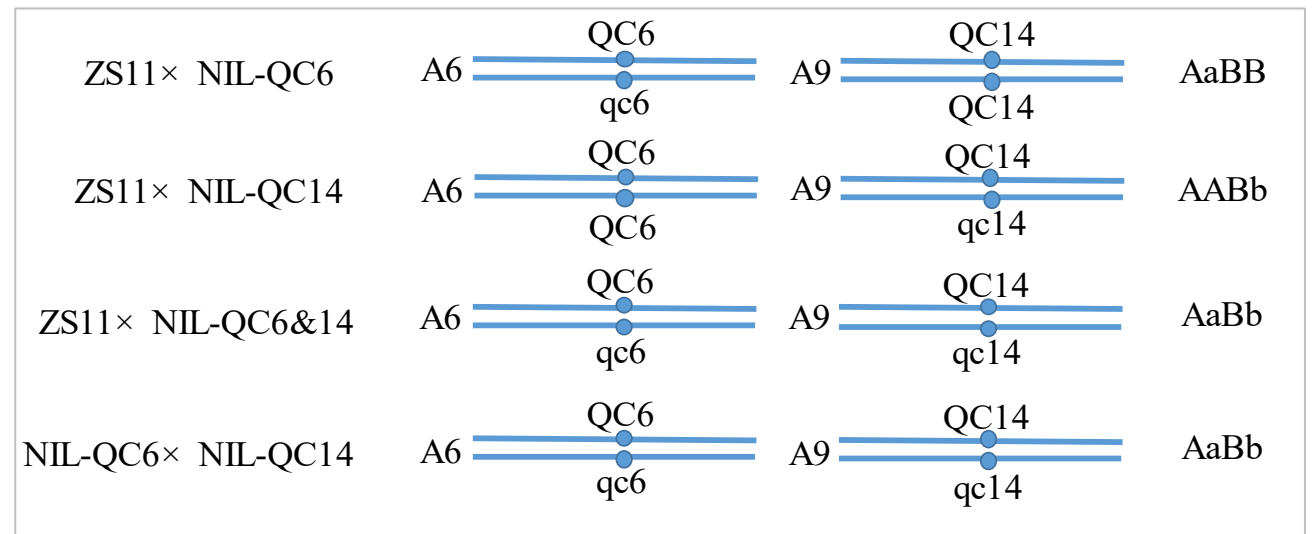 QC6 QC14
ZS11× NIL-QC6 A6 A9 AaBB
qc6 QC14
QC6 QC14
ZS11× NIL-QC14 A6 A9 AABb
QC6 qc14
QC6 QC14
ZS11× NIL-QC6&14 A6 A9 AaBb
qc6 qc14
QC6 QC14
NIL-QC6× NIL-QC14 A6 A9 AaBb
qc6 qc14